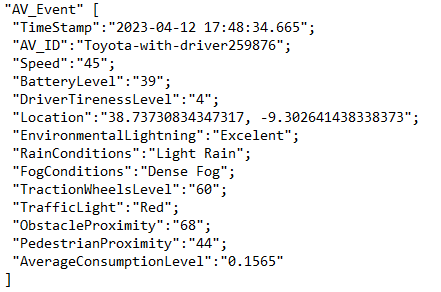 "AV_Event" [
"TimeStamp":"2023-04-12 17:48:34.665";
"AV_ID":"Toyota-with-driver259876";
"Speed":"45";
"BatteryLevel":"39";
"DriverTirenessLevel":"4";
"Location":"38.73730834347317, -9.302641438338373";
"EnvironmentalLightning":"Excelent";
"RainConditions":"Light Rain";
"FogConditions":"Dense Fog";
"TractionWheelsLevel":"60";
"TrafficLight":"Red";
"ObstacleProximity":"68";
"PedestrianProximity":"44";
"AverageConsumptionLevel":"0.1565"
]